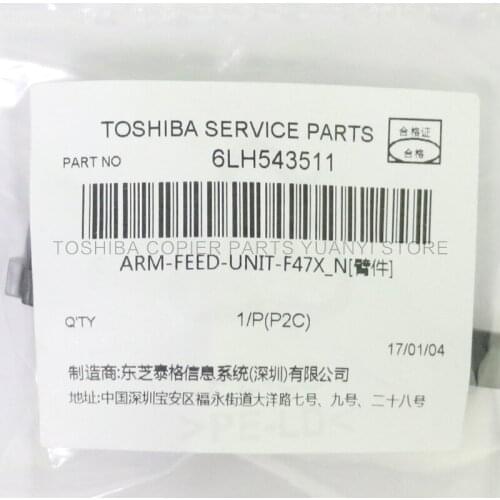 TOSHIBA SERVICE PARTS
合格证
合格
PART NO 6LH543511
TOSHIBA COPIER PARTS YUANYI STORE
ARM-FEED-UNIT-F47X_N[臂件]
Q'TY 1/P(P2C)
17/01/04
制造商:东芝泰格信息系统(深圳)有限公司
地址:中国深圳宝安区福永街道大洋路七号、九号、二十八号
>PE-LD<